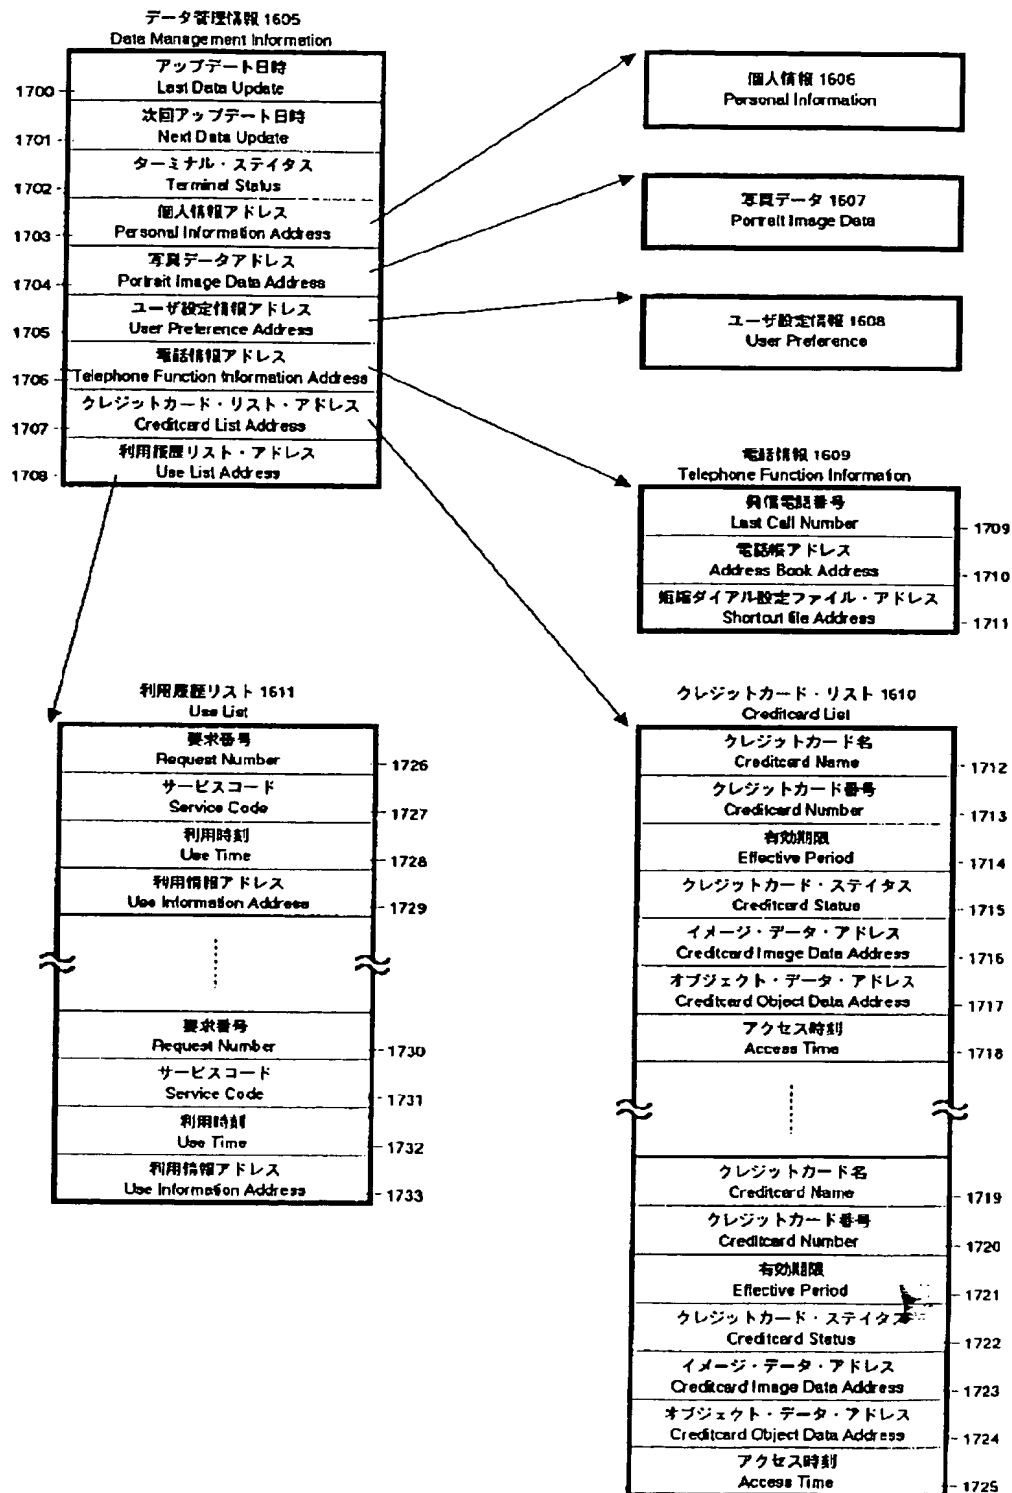 データ管理情報 1605
Data Management Information
アップデート日時
Last Data Update
1700
次回アップデート日時
Next Data Update
1701
ターミナル・ステイタス
Terminal Status
1702
個人情報アドレス
Personal Information Address
1703
写真データアドレス
Portrait Image Data Address
1704
ユーザ設定情報アドレス
User Preference Address
1705
電話情報アドレス
Telephone Function Information Address
1706
クレジットカード・リスト・アドレス
Creditcard List Address
1707
利用履歴リスト・アドレス
Use List Address
1708
個人情報 1606
Personal Information
写真データ 1607
Portrait Image Data
ユーザ設定情報 1608
User Preference
電話情報 1609
Telephone Function Information
発信電話番号
Last Call Number
1709
電話帳アドレス
Address Book Address
1710
短縮ダイアル設定ファイル・アドレス
Shortcut file Address
1711
利用履歴リスト 1611
Use List
要求番号
Request Number
1726
サービスコード
Service Code
1727
利用時刻
Use Time
1728
利用情報アドレス
Use Information Address
1729
要求番号
Request Number
1730
サービスコード
Service Code
1731
利用時刻
Use Time
1732
利用情報アドレス
Use Information Address
1733
クレジットカード・リスト 1610
Creditcard List
クレジットカード名
Creditcard Name
1712
クレジットカード番号
Creditcard Number
1713
有効期限
Effective Period
1714
クレジットカード・ステイタス
Creditcard Status
1715
イメージ・データ・アドレス
Creditcard Image Data Address
1716
オブジェクト・データ・アドレス
Creditcard Object Data Address
1717
アクセス時刻
Access Time
1718
クレジットカード名
Creditcard Name
1719
クレジットカード番号
Creditcard Number
1720
有効期限
Effective Period
1721
クレジットカード・ステイタス
Creditcard Status
1722
イメージ・データ・アドレス
Creditcard Image Data Address
1723
オブジェクト・データ・アドレス
Creditcard Object Data Address
1724
アクセス時刻
Access Time
1725